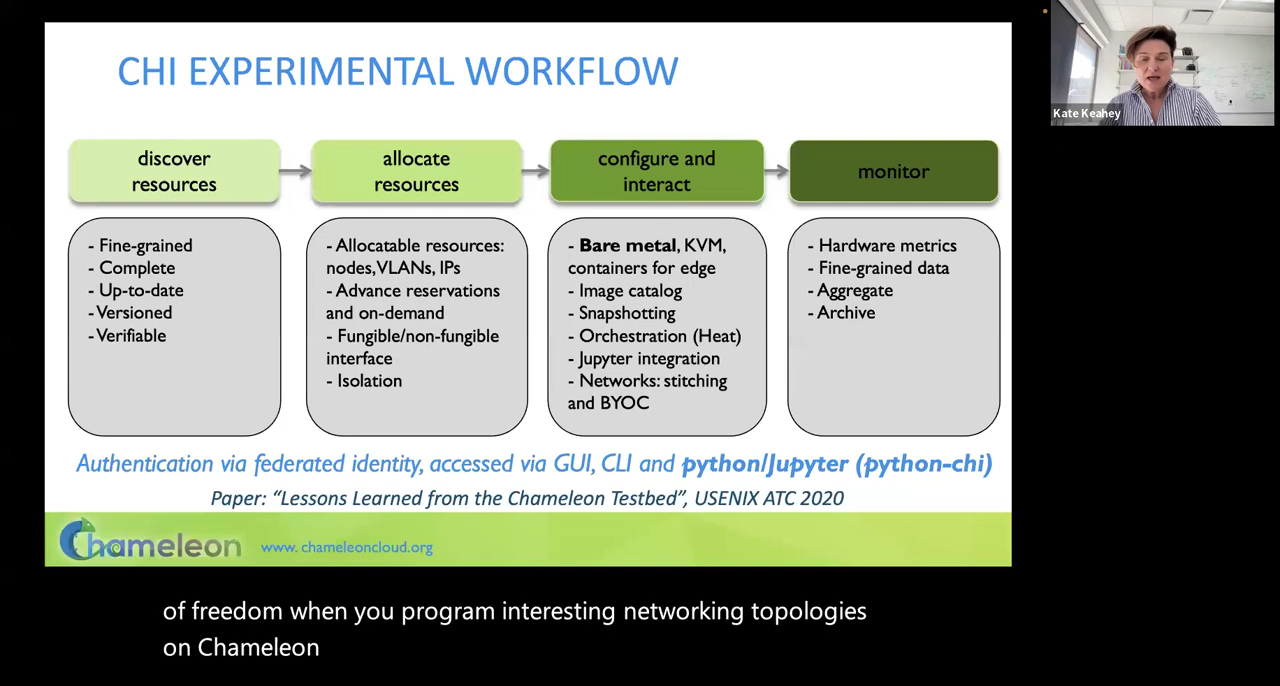 CHI EXPERIMENTAL WORKFLOW
discover
resources
allocate
resources
configure and
interact
monitor
- Fine-grained
- Complete
- Up-to-date
- Versioned
- Verifiable
- Allocatable resources:
nodes, VLANs, IPs
- Advance reservations
and on-demand
- Fungible/non-fungible
interface
- Isolation
- Bare metal, KVM,
containers for edge
- Image catalog
- Snapshotting
- Orchestration (Heat)
- Jupyter integration
- Networks: stitching
and BYOC
- Hardware metrics
- Fine-grained data
- Aggregate
- Archive
Authentication via federated identity, accessed via GUI, CLI and python/Jupyter (python-chi)
Paper: “Lessons Learned from the Chameleon Testbed”, USENIX ATC 2020
Chameleon
www. chameleoncloud.org
Kate Keahey
of freedom when you program interesting networking topologies
on Chameleon